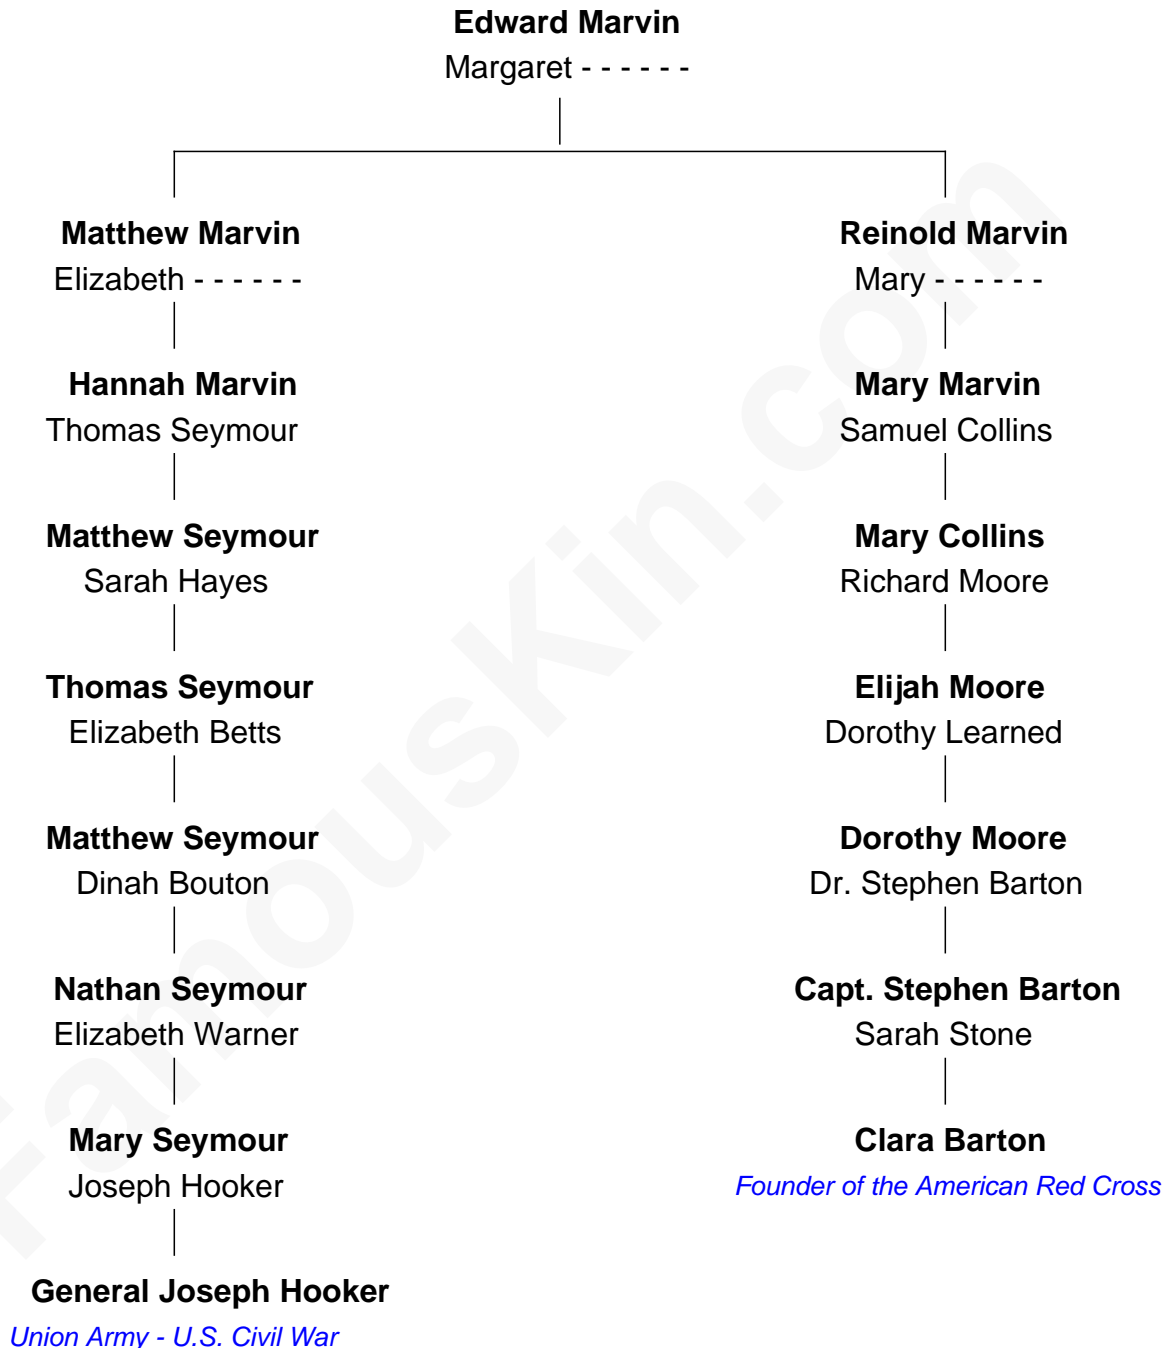 Edward Marvin
Margaret - - - - - -
Matthew Marvin
Elizabeth - - - - - -
Reinold Marvin
Mary - - - - - -
Hannah Marvin
Thomas Seymour
Mary Marvin
Samuel Collins
Matthew Seymour
Sarah Hayes
Mary Collins
Richard Moore
Thomas Seymour
Elizabeth Betts
Elijah Moore
Dorothy Learned
Matthew Seymour
Dinah Bouton
Dorothy Moore
Dr. Stephen Barton
Nathan Seymour
Elizabeth Warner
Capt. Stephen Barton
Sarah Stone
Mary Seymour
Joseph Hooker
Clara Barton
Founder of the American Red Cross
General Joseph Hooker
Union Army - U.S. Civil War
FamousKin.com